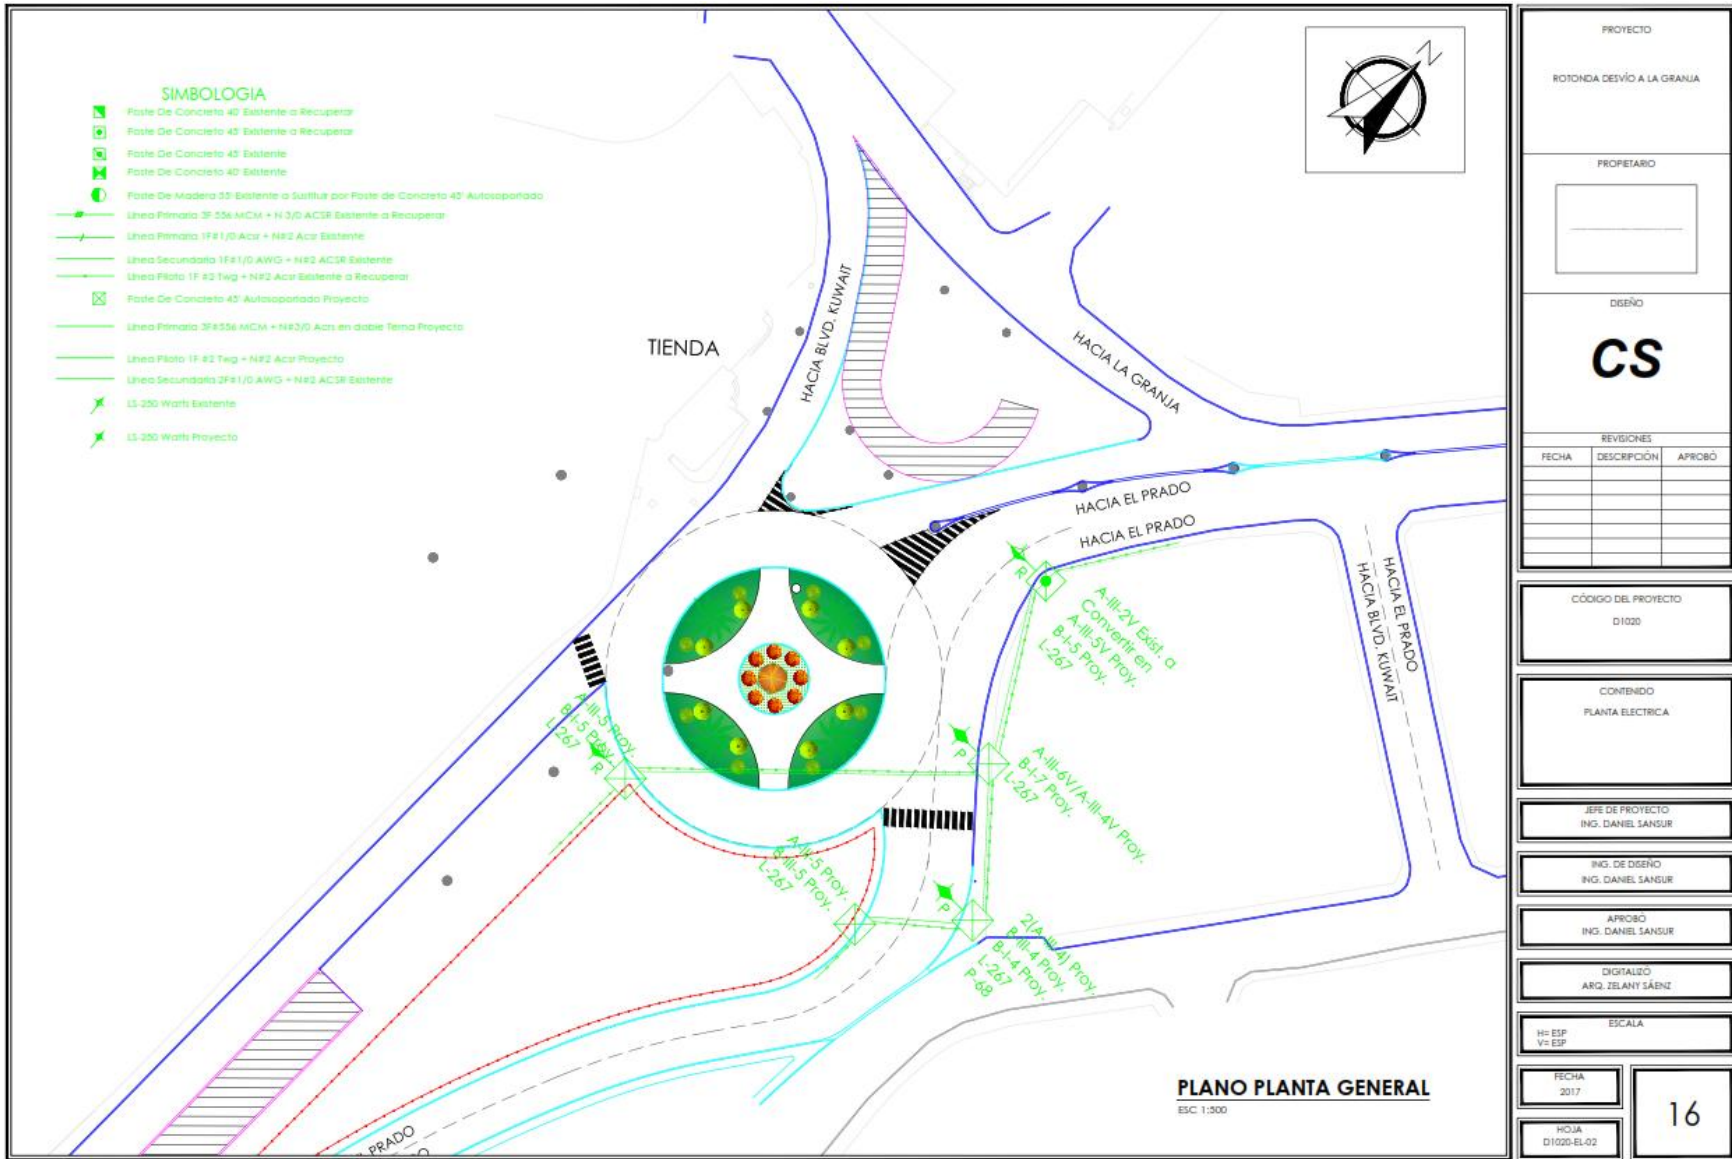 SIMBOLOGIA
Poste De Concreto 40' Existente a Recuperar
Poste De Concreto 45' Existente a Recuperar
Poste De Concreto 45' Existente
Poste De Concreto 40' Existente
Poste De Madera 35' Existente a Sustituir por Poste de Concreto 45' Autosoportado
Linea Primaria 3F 556 MCM + N 3/0 ACSR Existente a Recuperar
Linea Primaria 1F#1/0 Acsr + N#2 Acsr Existente
Linea Secundaria 1F#1/0 AWG + N#2 ACSR Existente
Linea Piloto 1F #2 Twg + N#2 Acsr Existente a Recuperar
Poste De Concreto 45' Autosoportado Proyecto
Linea Primaria 3F#556 MCM + N#3/0 Acrs en doble Terna Proyecto
Linea Piloto 1F #2 Twg + N#2 Acsr Proyecto
Linea Secundaria 2F#1/0 AWG + N#2 ACSR Existente
LS-250 Watts Existente
LS-250 Watts Proyecto
N
TIENDA
HACIA BLVD. KUWAIT
HACIA LA GRANJA
HACIA EL PRADO
HACIA EL PRADO
HACIA BLVD. KUWAIT
HACIA EL PRADO
R
A-III-2V Exist. a
Convertir en
A-III-5V Proy.
B-I-5 Proy.
L-267
A-III-5 Proy.
B-I-5 Proy.
L-267
R
P
A-III-6V/A-III-4V Proy.
B-I-7 Proy.
L-267
A-III-5 Proy.
B-III-5 Proy.
L-267
P
2(A-III-4) Proy.
B-III-4 Proy.
B-I-4 Proy.
L-267
P-68
EL PRADO
PLANO PLANTA GENERAL
ESC 1:500
PROYECTO
ROTONDA DESVÍO A LA GRANJA
PROPIETARIO
DISEÑO
CS
REVISIONES
FECHA DESCRIPCIÓN APROBÓ
CÓDIGO DEL PROYECTO
D1020
CONTENIDO
PLANTA ELECTRICA
JEFE DE PROYECTO
ING. DANIEL SANSUR
ING. DE DISEÑO
ING. DANIEL SANSUR
APROBÓ
ING. DANIEL SANSUR
DIGITALIZÓ
ARQ. ZELANY SÁENZ
ESCALA
H= ESP
V= ESP
FECHA
2017
HOJA
D1020-EL-02
16